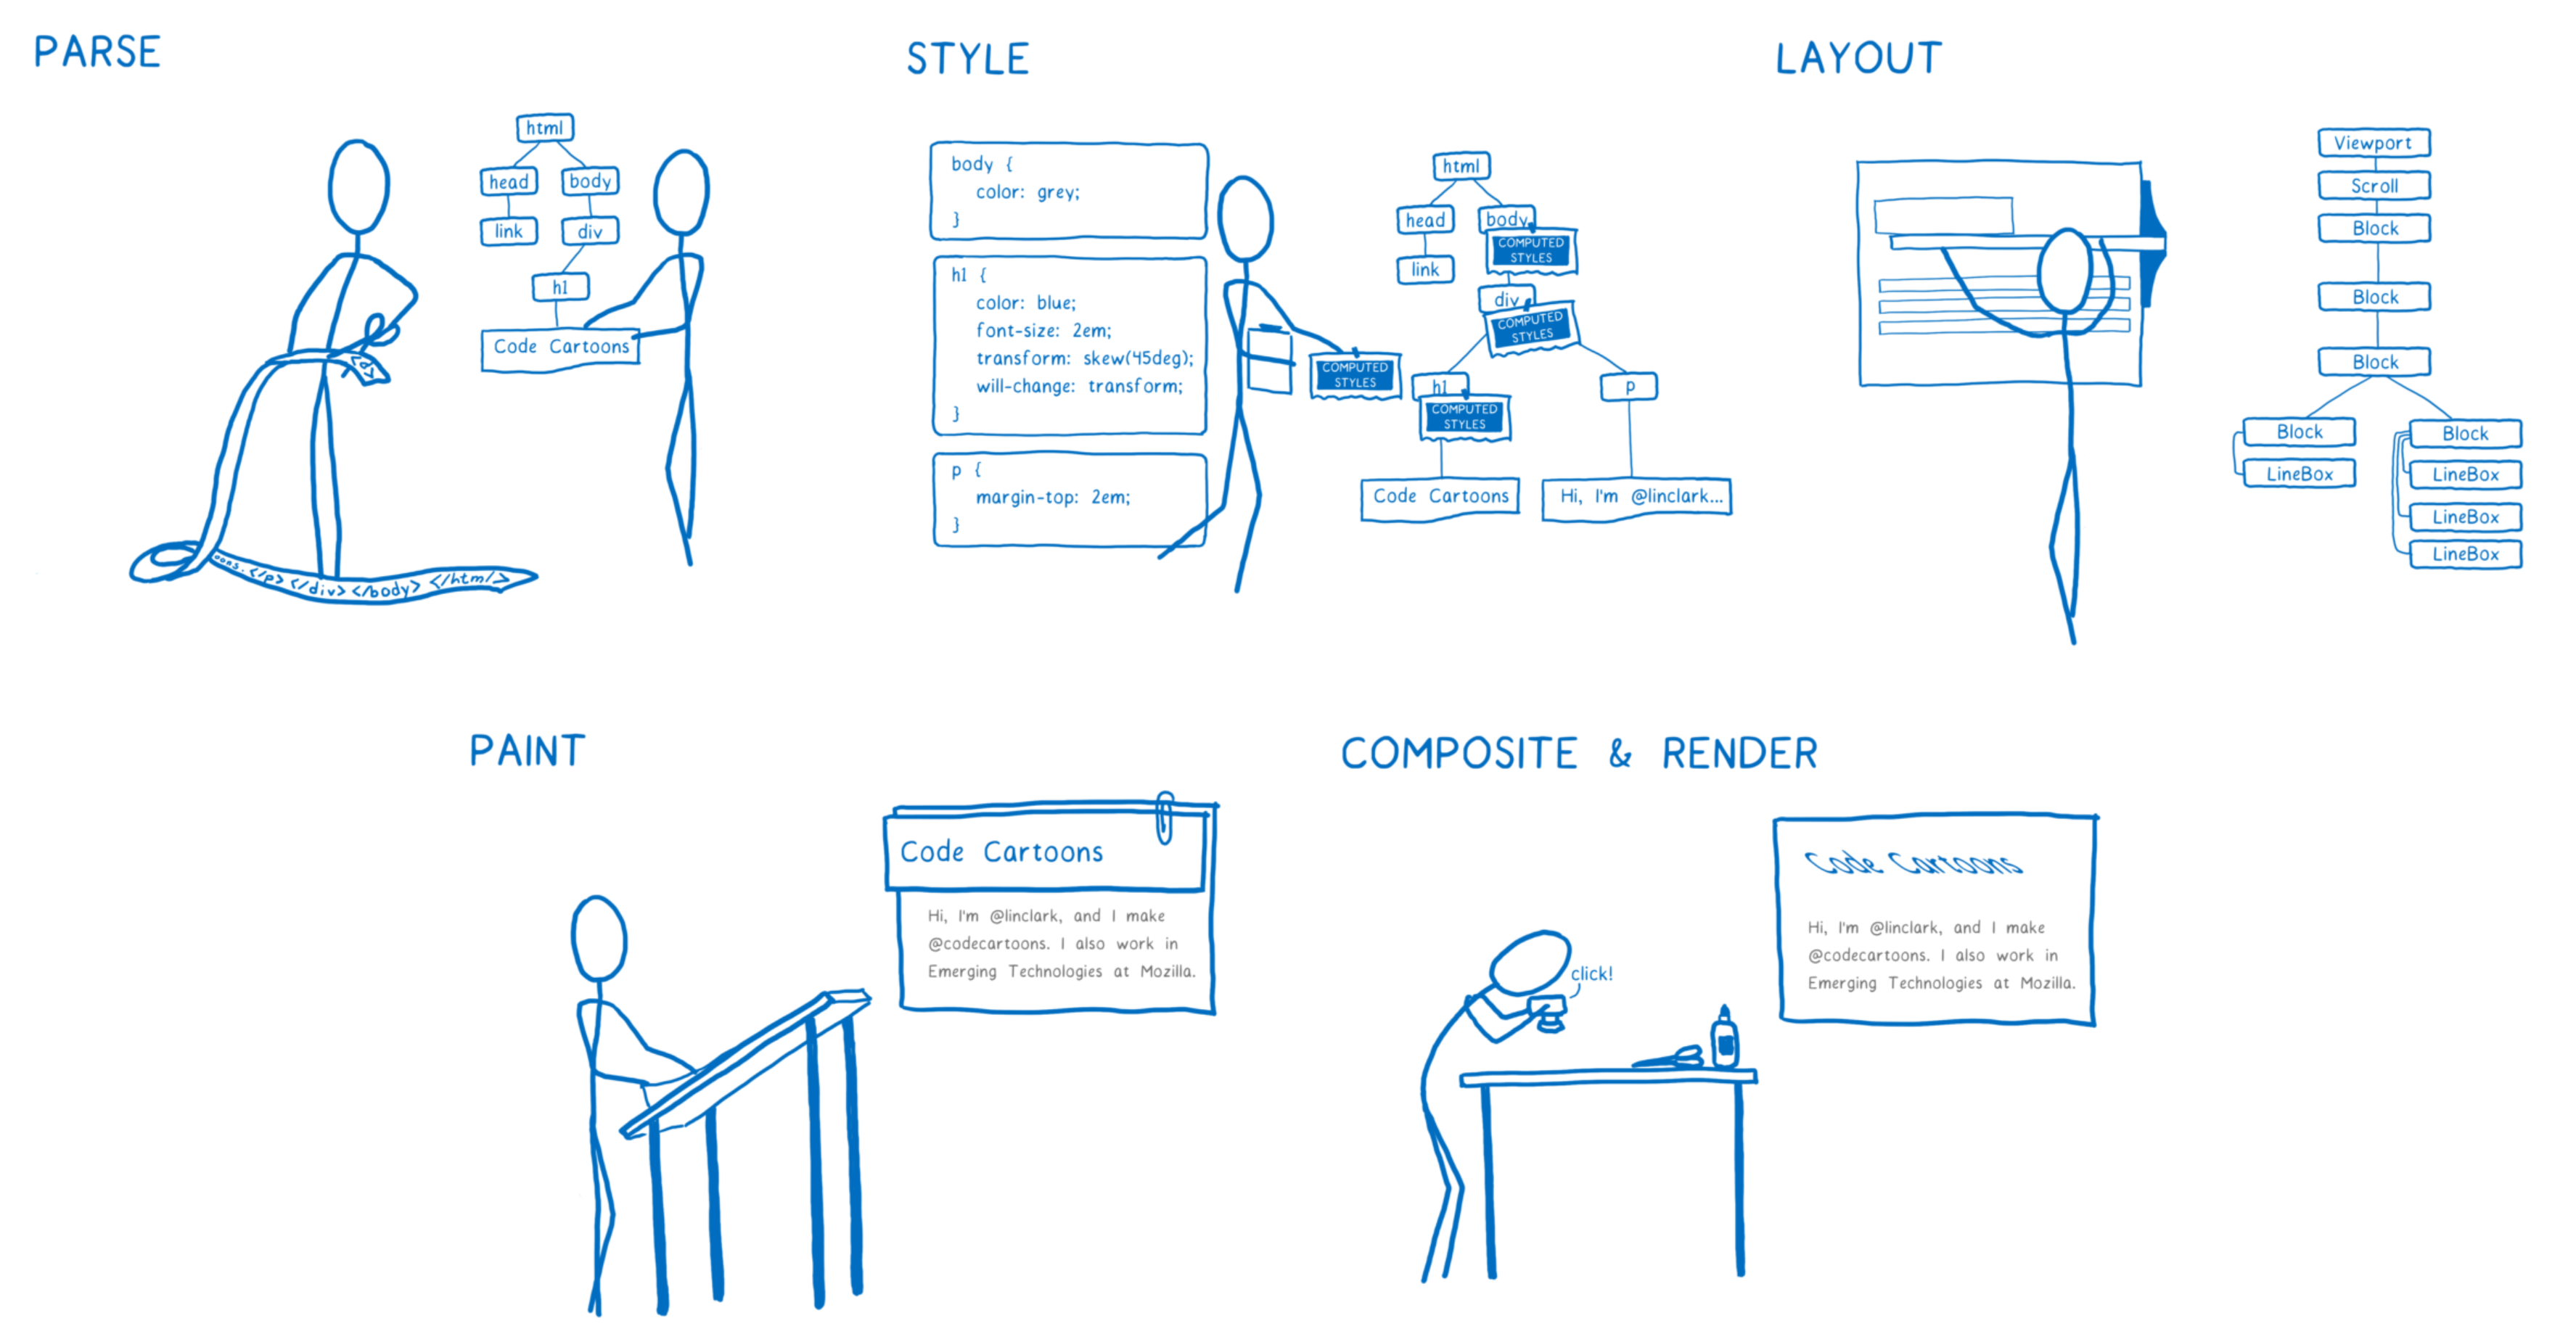 PARSE
html
head
body
link
div
h1
Code Cartoons
</p> </div> </body> </html/>
STYLE
body {
color: grey;
}
h1 {
color: blue;
font-size: 2em;
transform: skew(45deg);
will-change: transform;
}
p {
margin-top: 2em;
}
COMPUTED
STYLES
html
head
body
COMPUTED
STYLES
link
div
COMPUTED
STYLES
h1
COMPUTED
STYLES
p
Code Cartoons
Hi, I'm @linclark...
LAYOUT
Viewport
Scroll
Block
Block
Block
Block
LineBox
Block
LineBox
LineBox
LineBox
PAINT
Code Cartoons
Hi, I'm @linclark, and I make
@codecartoons. I also work in
Emerging Technologies at Mozilla.
COMPOSITE & RENDER
click!
Code Cartoons
Hi, I'm @linclark, and I make
@codecartoons. I also work in
Emerging Technologies at Mozilla.